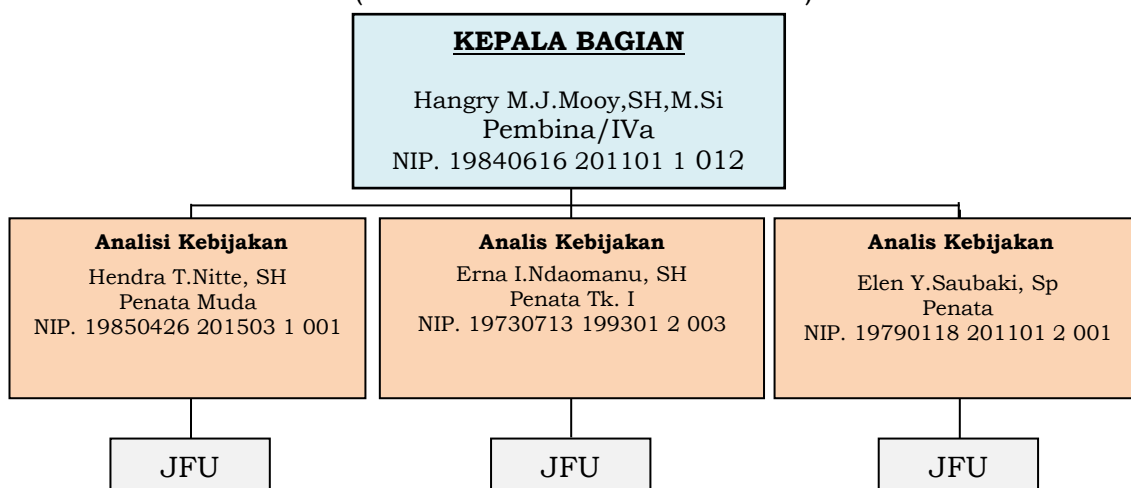 KEPALA BAGIAN
Hangry M.J.Mooy,SH,M.Si
Pembina/IVa
NIP. 19840616 201101 1 012
Analisi Kebijakan
Hendra T.Nitte, SH
Penata Muda
NIP. 19850426 201503 1 001
Analis Kebijakan
Erna I.Ndaomanu, SH
Penata Tk. I
NIP. 19730713 199301 2 003
Analis Kebijakan
Elen Y.Saubaki, Sp
Penata
NIP. 19790118 201101 2 001
JFU
JFU
JFU